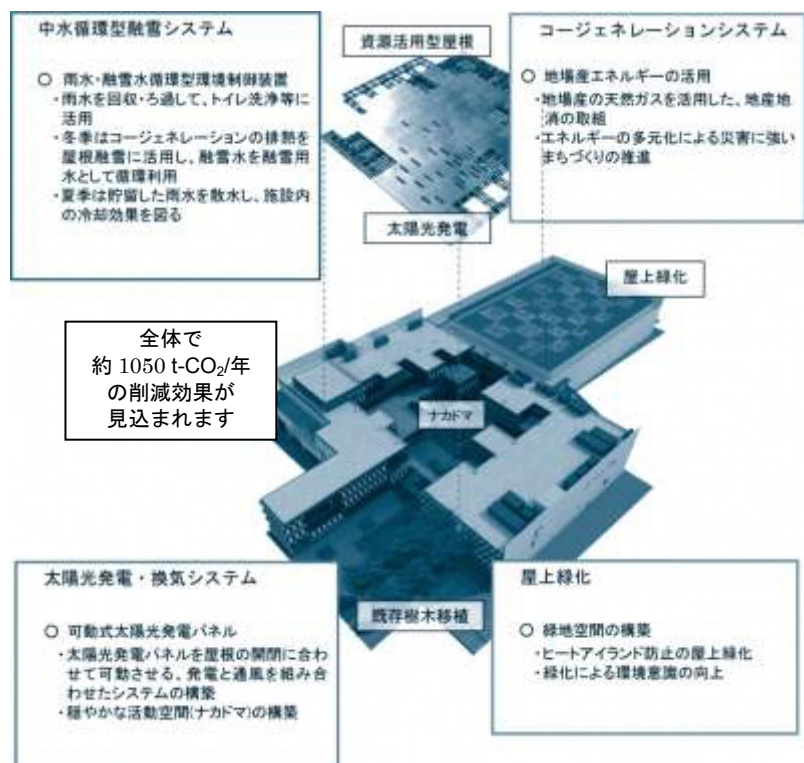 中水循環型融雪システム
○ 雨水・融雪水循環型環境制御装置
・雨水を回収・ろ過して、トイレ洗浄等に
活用
・冬季はコージェネレーションの排熱を
屋根融雪に活用し、融雪水を融雪用
水として循環利用
・夏季は貯留した雨水を散水し、施設内
の冷却効果を図る
資源活用型屋根
太陽光発電
コージェネレーションシステム
○ 地場産エネルギーの活用
・地場産の天然ガスを活用した、地産地
消の取組
・エネルギーの多元化による災害に強い
まちづくりの推進
屋上緑化
全体で
約 1050 t-CO₂/年
の削減効果が
見込まれます
ナカドマ
太陽光発電・換気システム
○ 可動式太陽光発電パネル
・太陽光発電パネルを屋根の開閉に合わ
せて可動させる、発電と通風を組み合
わせたシステムの構築
・穏やかな活動空間(ナカドマ)の構築
既存樹木移植
屋上緑化
○ 緑地空間の構築
・ヒートアイランド防止の屋上緑化
・緑化による環境意識の向上